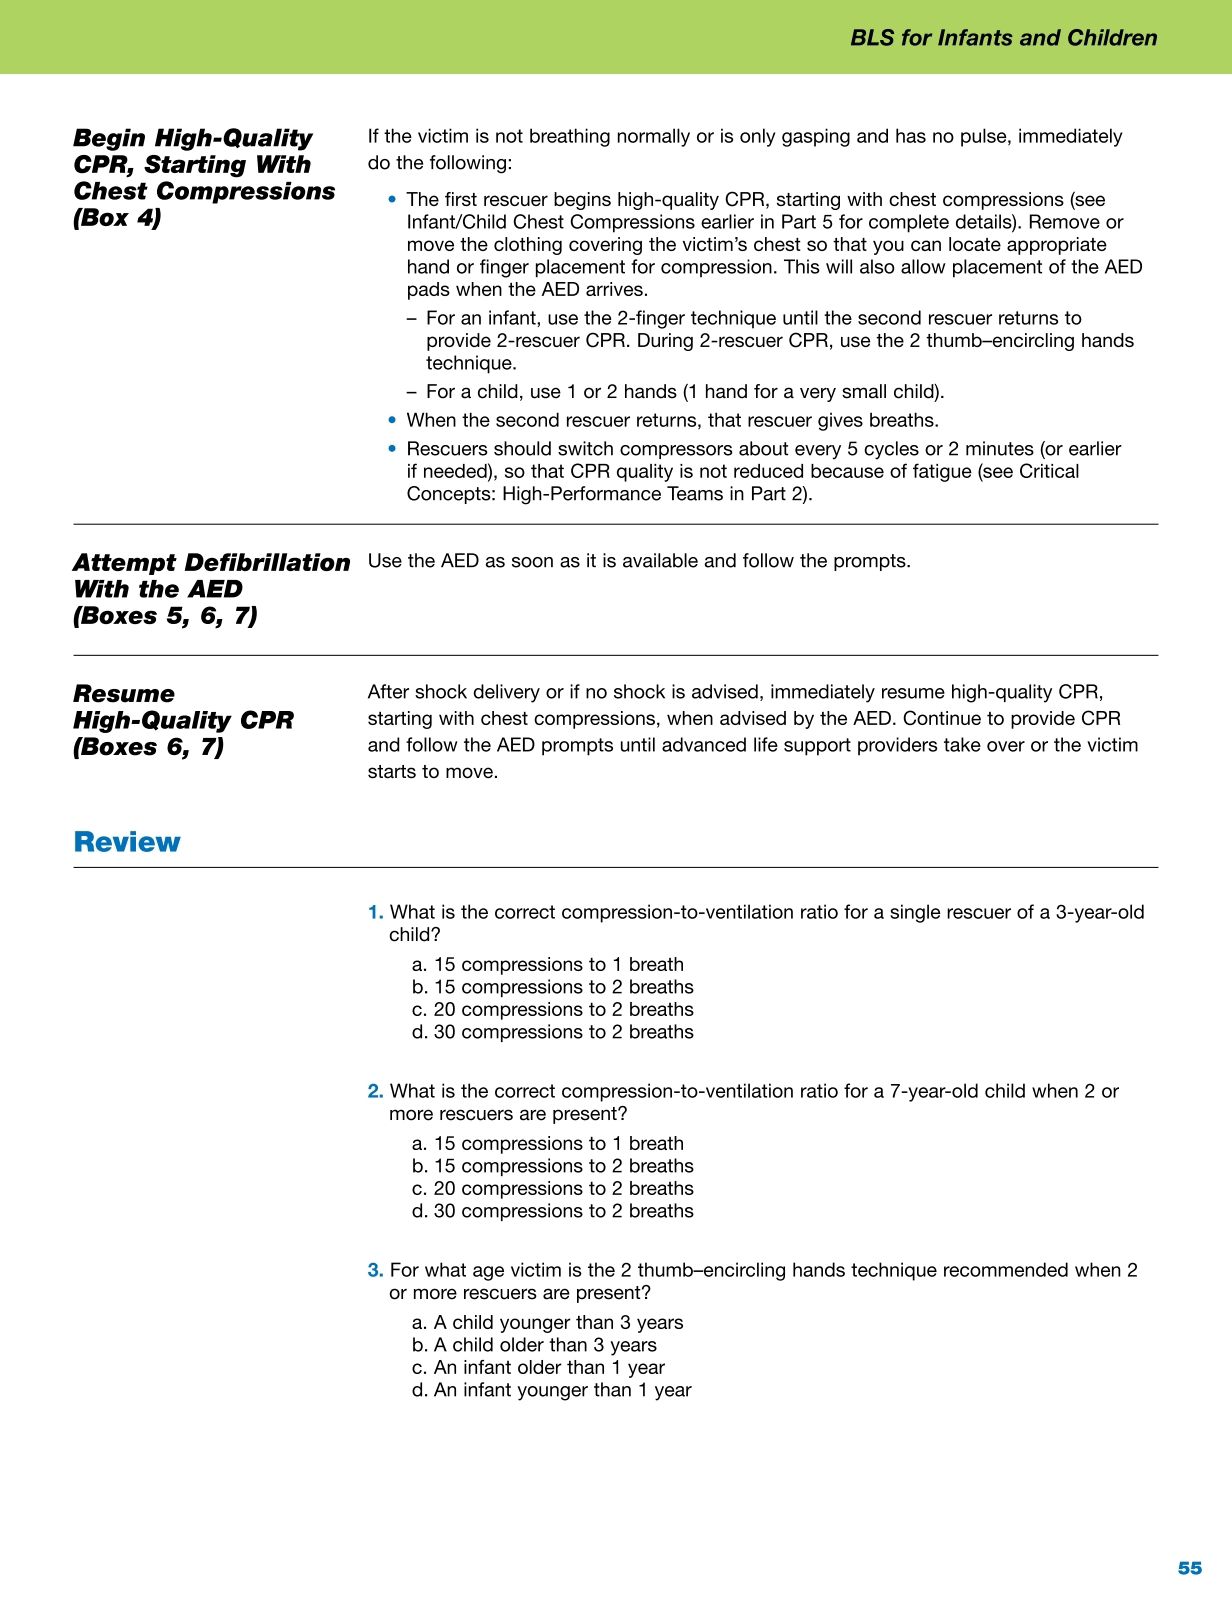 BLS for Infants and Children
Begin High-Quality
CPR, Starting With
Chest Compressions
(Box 4)
If the victim is not breathing normally or is only gasping and has no pulse, immediately
do the following:
• The first rescuer begins high-quality CPR, starting with chest compressions (see
Infant/Child Chest Compressions earlier in Part 5 for complete details). Remove or
move the clothing covering the victim's chest so that you can locate appropriate
hand or finger placement for compression. This will also allow placement of the AED
pads when the AED arrives.
– For an infant, use the 2-finger technique until the second rescuer returns to
provide 2-rescuer CPR. During 2-rescuer CPR, use the 2 thumb–encircling hands
technique.
– For a child, use 1 or 2 hands (1 hand for a very small child).
• When the second rescuer returns, that rescuer gives breaths.
• Rescuers should switch compressors about every 5 cycles or 2 minutes (or earlier
if needed), so that CPR quality is not reduced because of fatigue (see Critical
Concepts: High-Performance Teams in Part 2).
Attempt Defibrillation
With the AED
(Boxes 5, 6, 7)
Use the AED as soon as it is available and follow the prompts.
Resume
High-Quality CPR
(Boxes 6, 7)
After shock delivery or if no shock is advised, immediately resume high-quality CPR,
starting with chest compressions, when advised by the AED. Continue to provide CPR
and follow the AED prompts until advanced life support providers take over or the victim
starts to move.
Review
1. What is the correct compression-to-ventilation ratio for a single rescuer of a 3-year-old
child?
a. 15 compressions to 1 breath
b. 15 compressions to 2 breaths
c. 20 compressions to 2 breaths
d. 30 compressions to 2 breaths
2. What is the correct compression-to-ventilation ratio for a 7-year-old child when 2 or
more rescuers are present?
a. 15 compressions to 1 breath
b. 15 compressions to 2 breaths
c. 20 compressions to 2 breaths
d. 30 compressions to 2 breaths
3. For what age victim is the 2 thumb–encircling hands technique recommended when 2
or more rescuers are present?
a. A child younger than 3 years
b. A child older than 3 years
c. An infant older than 1 year
d. An infant younger than 1 year
55